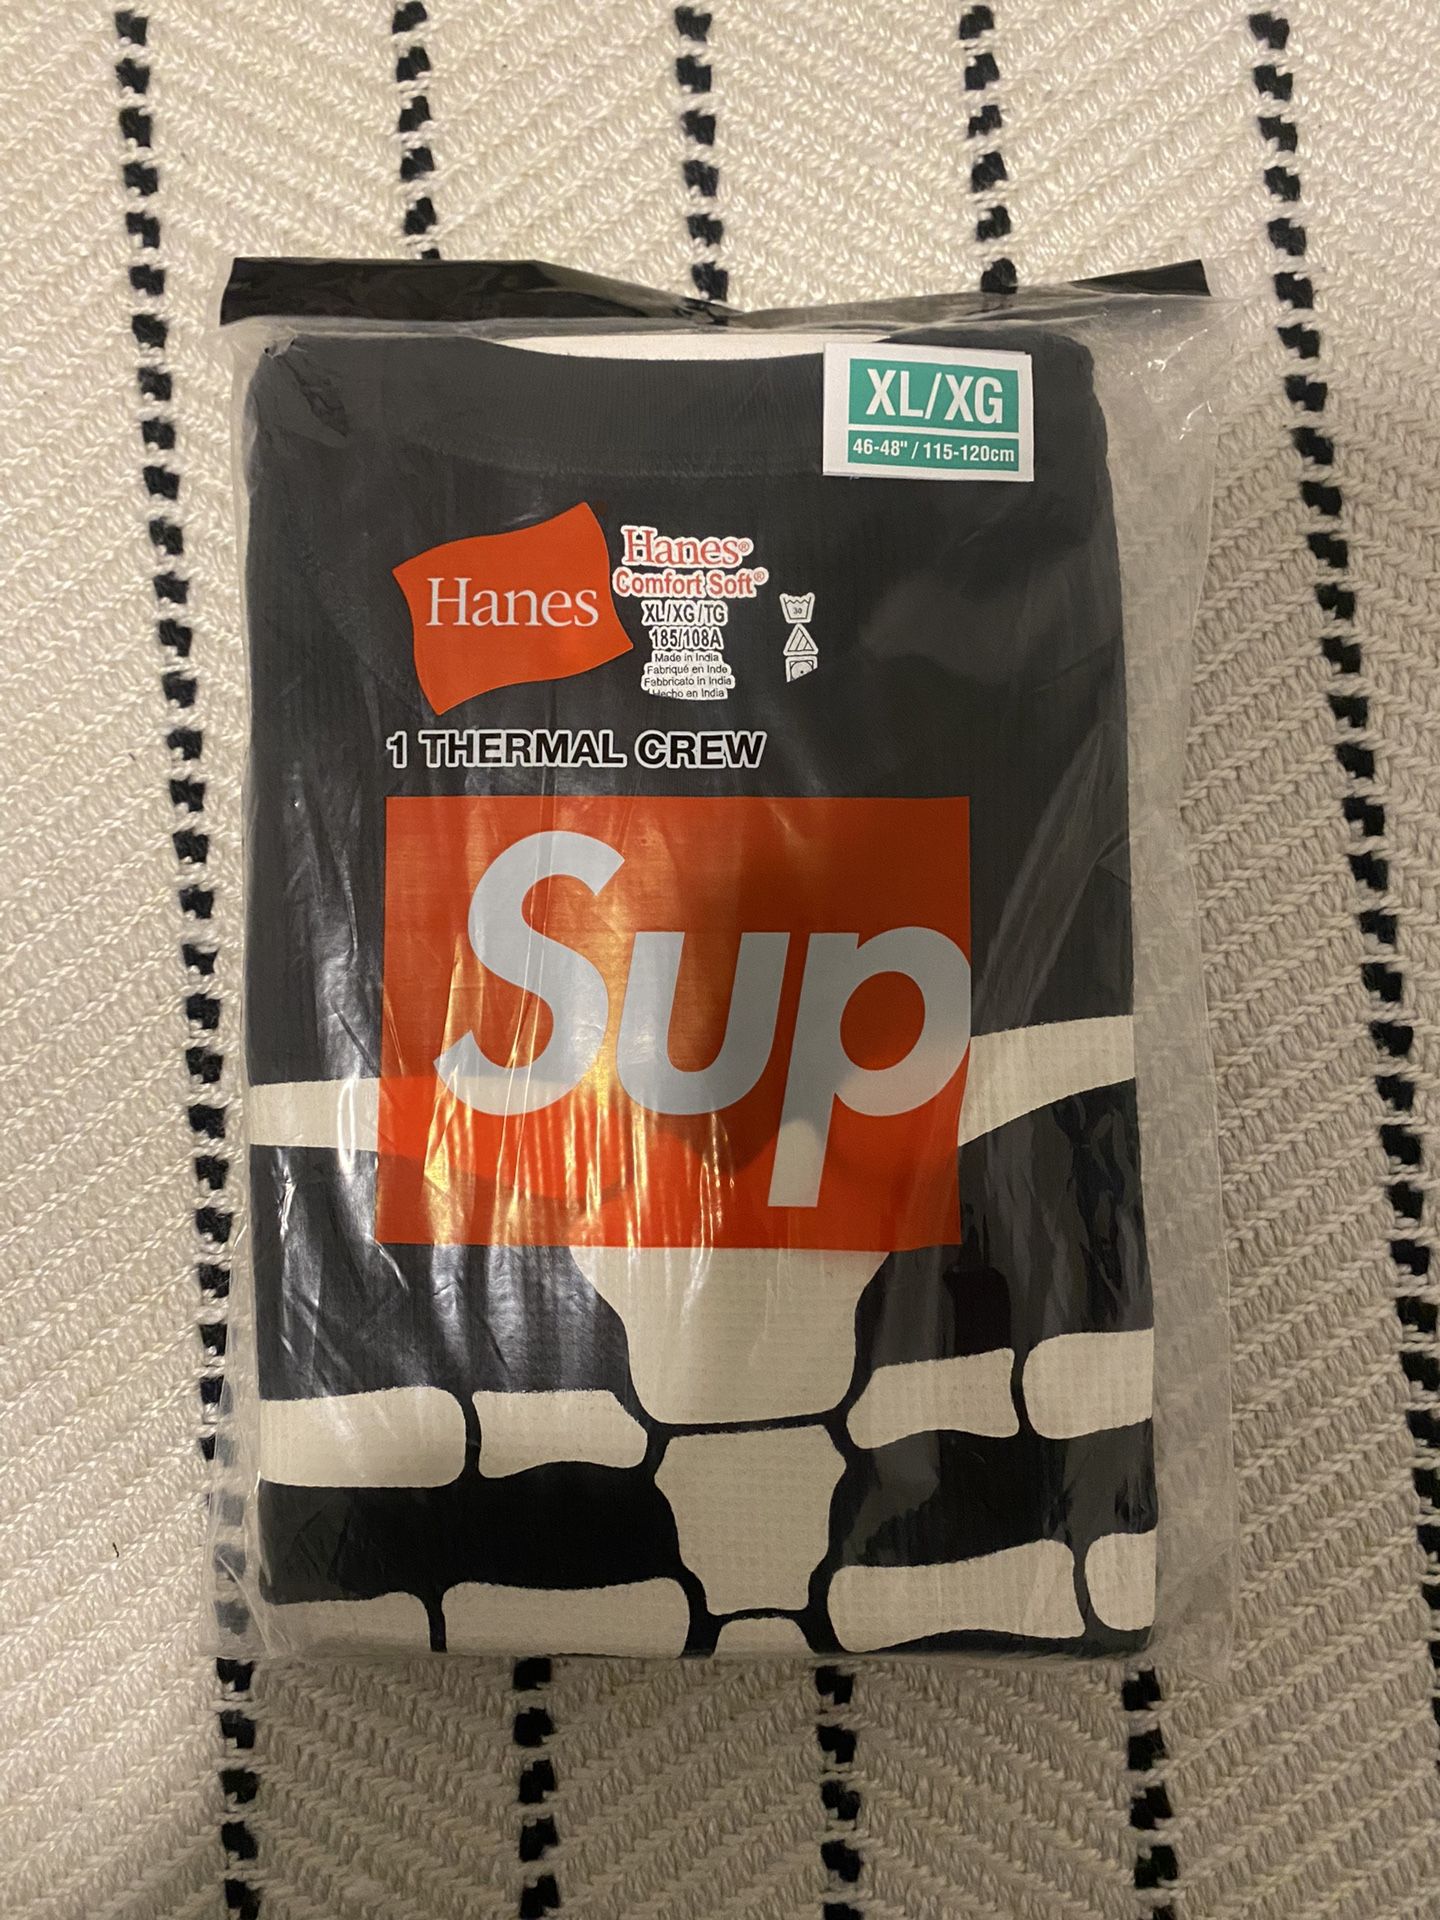 XL/XG
46-48" / 115-120cm
Hanes
Hanes®
Comfort Soft®
XL/XG/TG
185/108A
Made in India
Fabriqué en Inde
Fabbricato in India
Hecho en India
30
1 THERMAL CREW
Sup